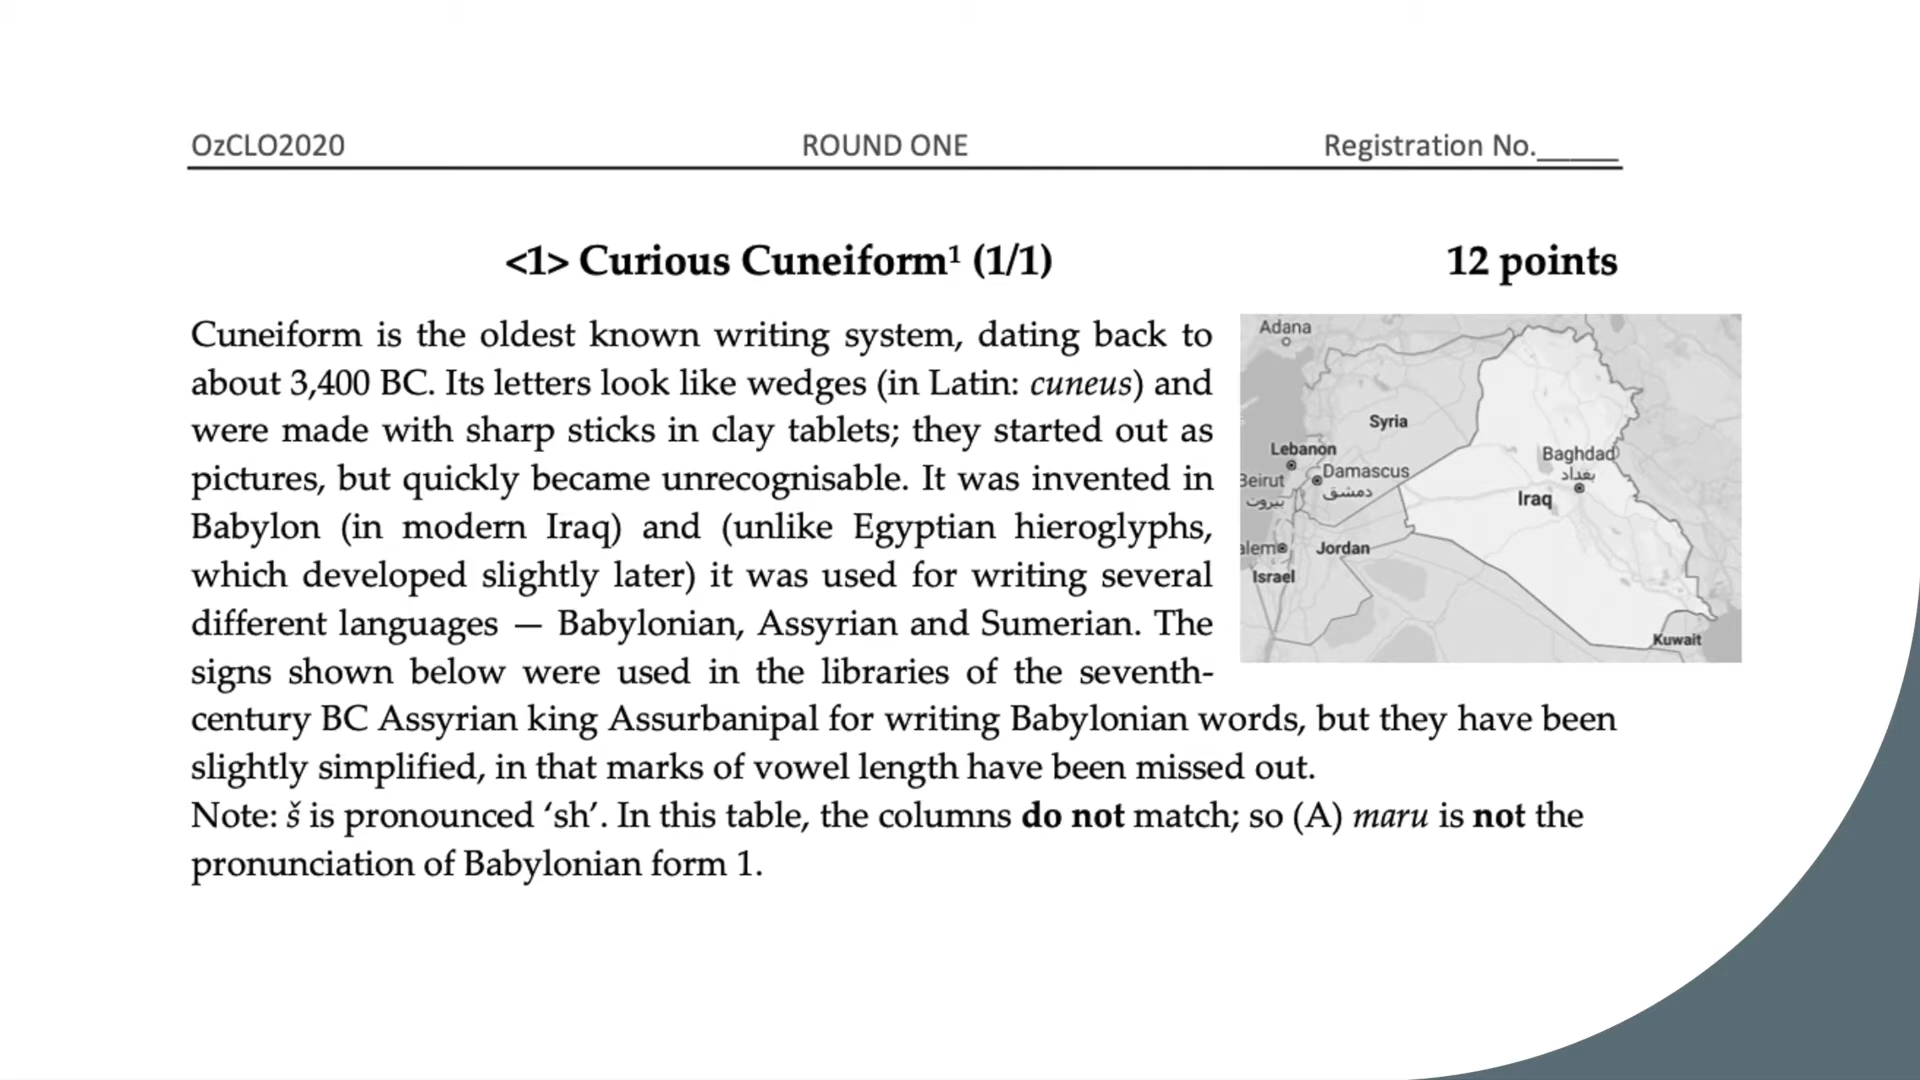 OzCLO2020 ROUND ONE Registration No._____
<1> Curious Cuneiform¹ (1/1) 12 points
Cuneiform is the oldest known writing system, dating back to
about 3,400 BC. Its letters look like wedges (in Latin: cuneus) and
were made with sharp sticks in clay tablets; they started out as
pictures, but quickly became unrecognisable. It was invented in
Babylon (in modern Iraq) and (unlike Egyptian hieroglyphs,
which developed slightly later) it was used for writing several
different languages — Babylonian, Assyrian and Sumerian. The
signs shown below were used in the libraries of the seventh-
century BC Assyrian king Assurbanipal for writing Babylonian words, but they have been
slightly simplified, in that marks of vowel length have been missed out.
Note: š is pronounced ‘sh’. In this table, the columns do not match; so (A) maru is not the
pronunciation of Babylonian form 1.
Adana
Syria
Lebanon
Baghdad
بغداد
Beirut
بيروت
Damascus
دمشق
Iraq
alem
Jordan
Israel
Kuwait